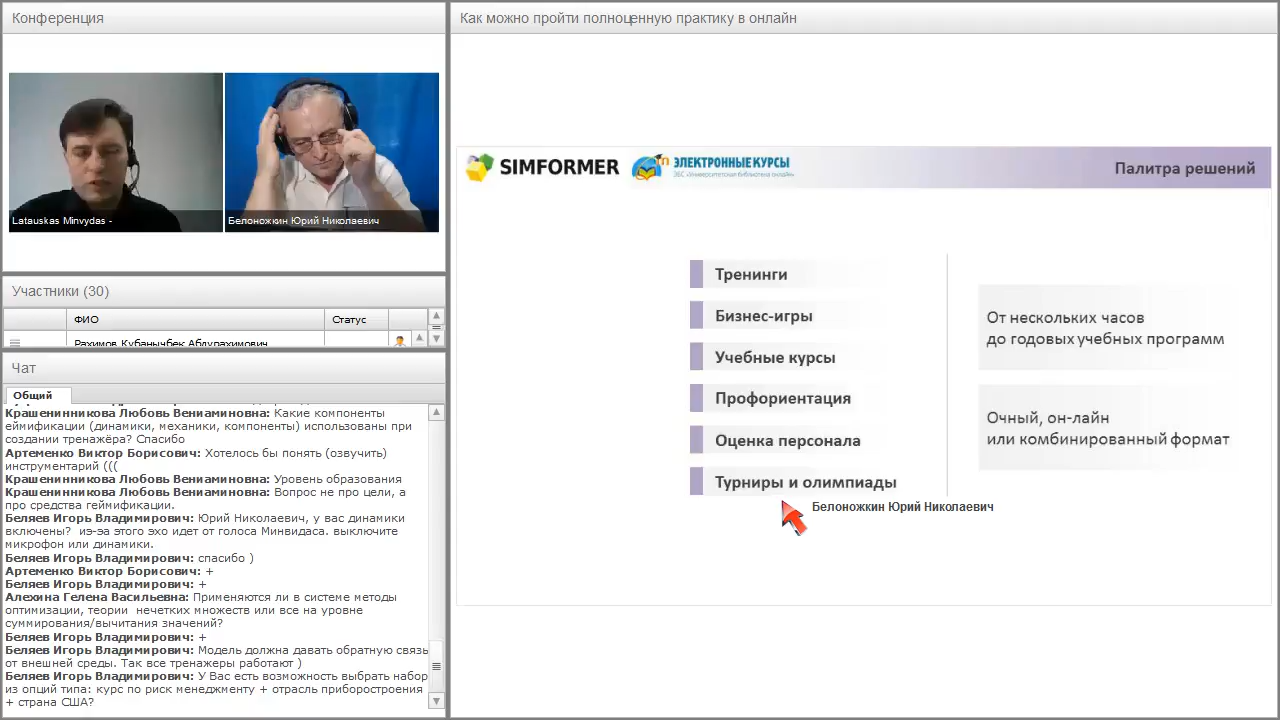 Конференция
Latauskas Minvydas -
Белоножкин Юрий Николаевич
Участники (30)
ФИО
Статус
Рахимов Кубанычбек Абдурахимович
Чат
Общий
Крашенинникова Любовь Вениаминовна: Какие компоненты
еймификации (динамики, механики, компоненты) использованы при
создании тренажёра? Спасибо
Артеменко Виктор Борисович: Хотелось бы понять (озвучить)
инструментарий (((
Крашенинникова Любовь Вениаминовна: Уровень образования
Крашенинникова Любовь Вениаминовна: Вопрос не про цели, а
про средства геймификации.
Беляев Игорь Владимирович: Юрий Николаевич, у вас динамики
включены? из-эа этого эхо идет от голоса Минвидаса. выключите
микрофон или динамики.
Беляев Игорь Владимирович: спасибо )
Артеменко Виктор Борисович: +
Беляев Игорь Владимирович: +
Алехина Гелена Васильевна: Применяются ли в системе методы
оптимизации, теории нечетких множеств или все на уровне
суммирования/вычитания значений?
Беляев Игорь Владимирович: +
Беляев Игорь Владимирович: Модель должна давать обратную связь
от внешней среды. Так все тренажеры работают )
Беляев Игорь Владимирович: У Вас есть возможность выбрать набор
из опций типа: курс по риск менеджменту + отрасль приборостроения
+ страна США?
Как можно пройти полноценную практику в онлайн
SIMFORMER
ЭЛЕКТРОННЫЕ КУРСЫ
ЭБС «Университетская библиотека онлайн»
Палитра решений
Тренинги
Бизнес-игры
Учебные курсы
Профориентация
Оценка персонала
Турниры и олимпиады
От нескольких часов
до годовых учебных программ
Очный, он-лайн
или комбинированный формат
Белоножкин Юрий Николаевич